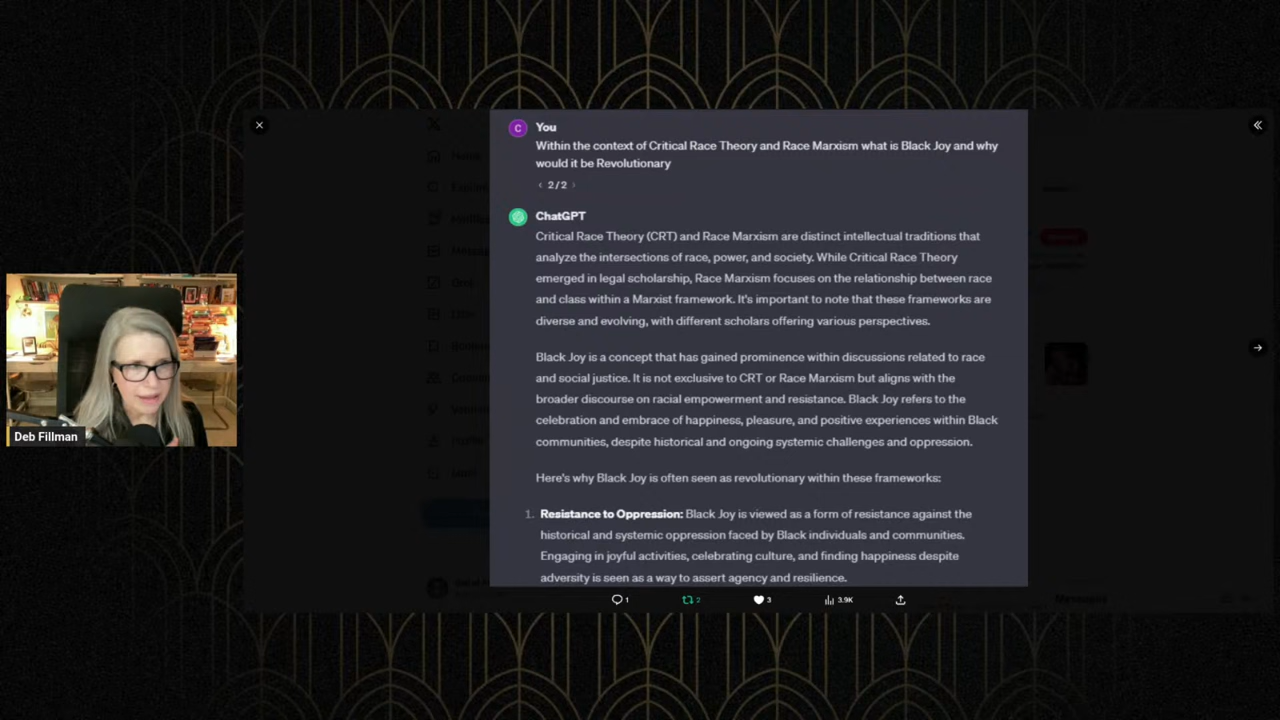 You
Within the context of Critical Race Theory and Race Marxism what is Black Joy and why
would it be Revolutionary
2/2
ChatGPT
Critical Race Theory (CRT) and Race Marxism are distinct intellectual traditions that
analyze the intersections of race, power, and society. While Critical Race Theory
emerged in legal scholarship, Race Marxism focuses on the relationship between race
and class within a Marxist framework. It's important to note that these frameworks are
diverse and evolving, with different scholars offering various perspectives.
Black Joy is a concept that has gained prominence within discussions related to race
and social justice. It is not exclusive to CRT or Race Marxism but aligns with the
broader discourse on racial empowerment and resistance. Black Joy refers to the
celebration and embrace of happiness, pleasure, and positive experiences within Black
communities, despite historical and ongoing systemic challenges and oppression.
Here's why Black Joy is often seen as revolutionary within these frameworks:
1. Resistance to Oppression: Black Joy is viewed as a form of resistance against the
historical and systemic oppression faced by Black individuals and communities.
Engaging in joyful activities, celebrating culture, and finding happiness despite
adversity is seen as a way to assert agency and resilience.
1 2 3 3.9K
C
Deb Fillman